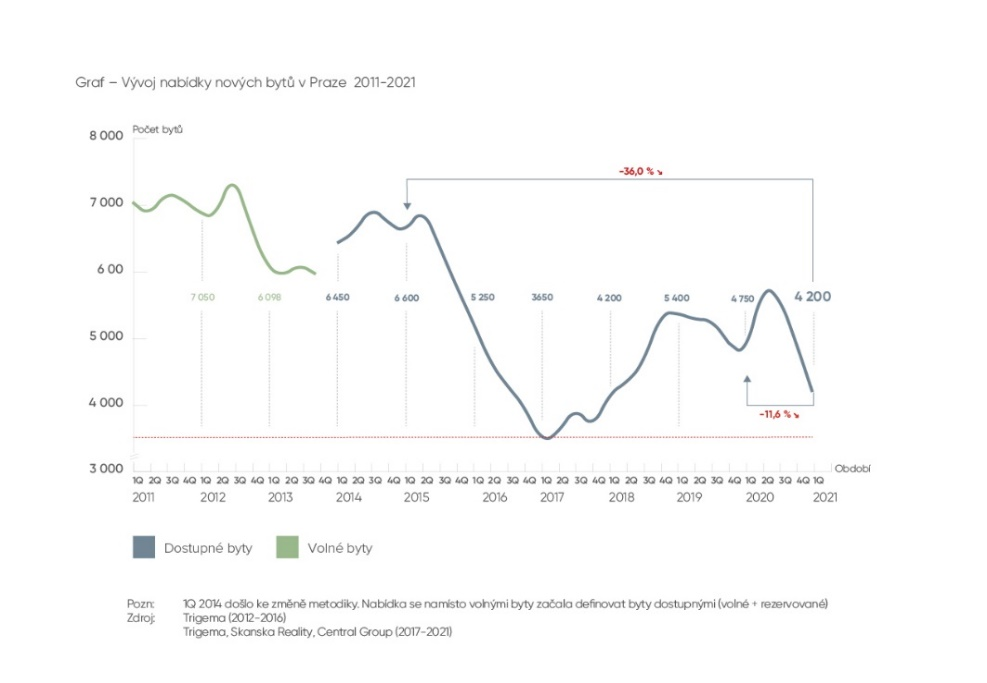 Graf – Vývoj nabídky nových bytů v Praze 2011-2021
Počet bytů
8 000
-36,0 % ↘
7 000
6 00
7 050 6 098 6 450 6 600 5 250 3650 4 200 5 400 4 750 4 200
5 000
4 000
-11,6 % ↘
3 000
Období
1Q 2Q 3Q 4Q 1Q 2Q 3Q 4Q 1Q 2Q 3Q 4Q 1Q 2Q 3Q 4Q 1Q 2Q 3Q 4Q 1Q 2Q 3Q 4Q 1Q 2Q 3Q 4Q 1Q 2Q 3Q 4Q 1Q 2Q 3Q 4Q 1Q 2Q 3Q 4Q 1Q
2011 2012 2013 2014 2015 2016 2017 2018 2019 2020 2021
Dostupné byty Volné byty
Pozn: 1Q 2014 došlo ke změně metodiky. Nabídka se namísto volnými byty začala definovat byty dostupnými (volné + rezervované)
Zdroj: Trigema (2012-2016)
Trigema, Skanska Reality, Central Group (2017-2021)